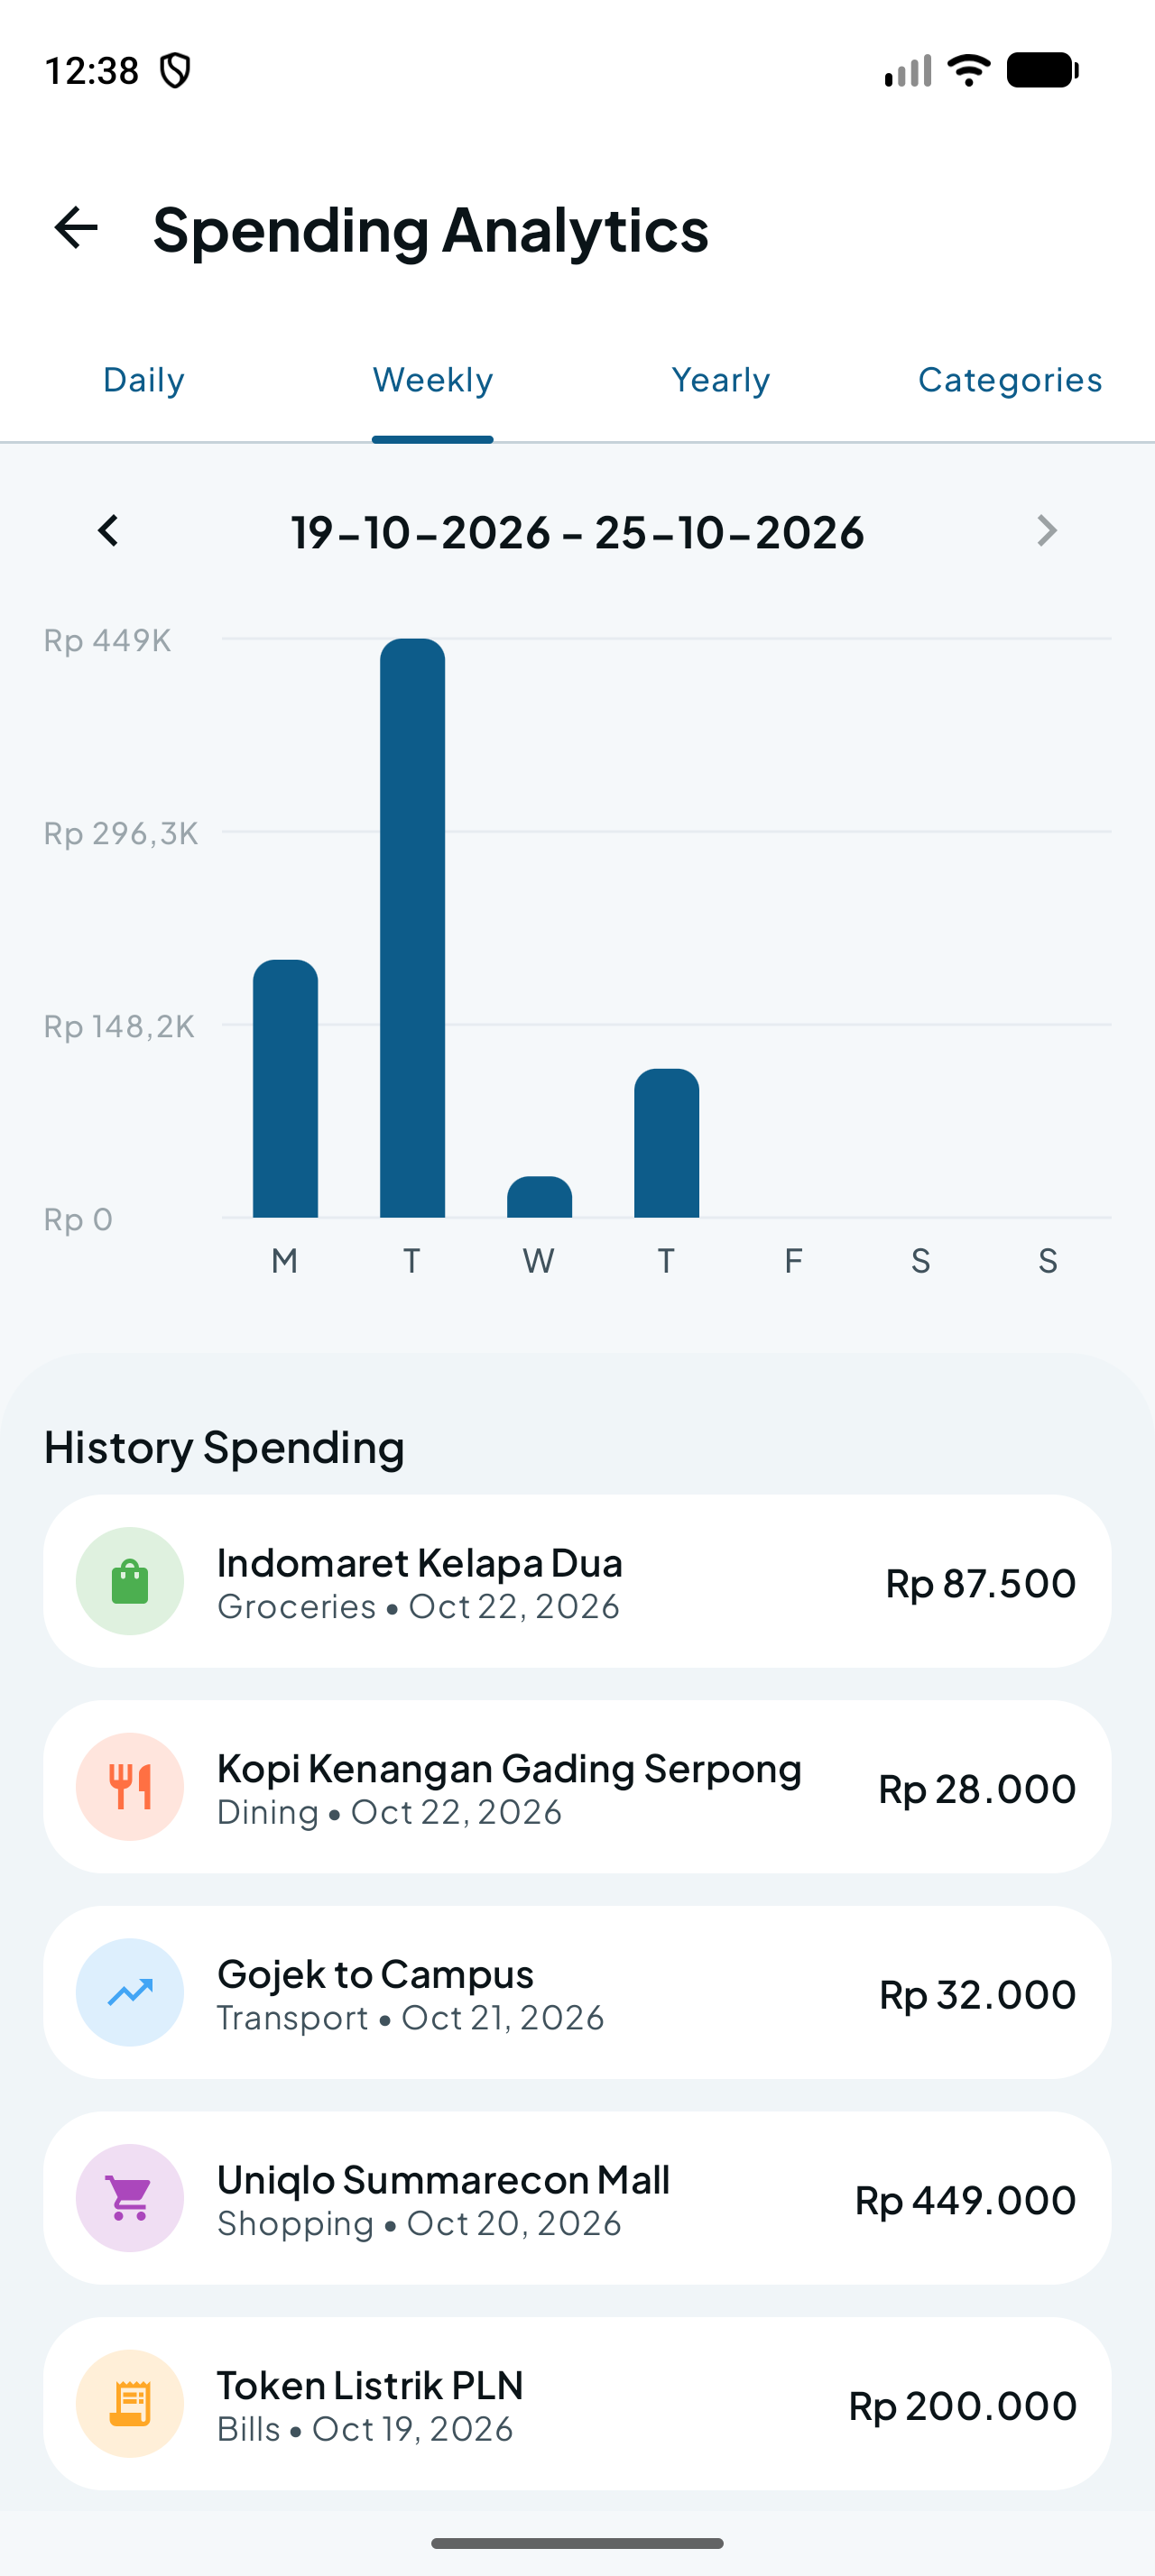 12:38
Spending Analytics
Daily Weekly Yearly Categories
19-10-2026 - 25-10-2026
Rp 449K
Rp 296,3K
Rp 148,2K
Rp 0
M T W T F S S
History Spending
Indomaret Kelapa Dua
Groceries • Oct 22, 2026
Rp 87.500
Kopi Kenangan Gading Serpong
Dining • Oct 22, 2026
Rp 28.000
Gojek to Campus
Transport • Oct 21, 2026
Rp 32.000
Uniqlo Summarecon Mall
Shopping • Oct 20, 2026
Rp 449.000
Token Listrik PLN
Bills • Oct 19, 2026
Rp 200.000